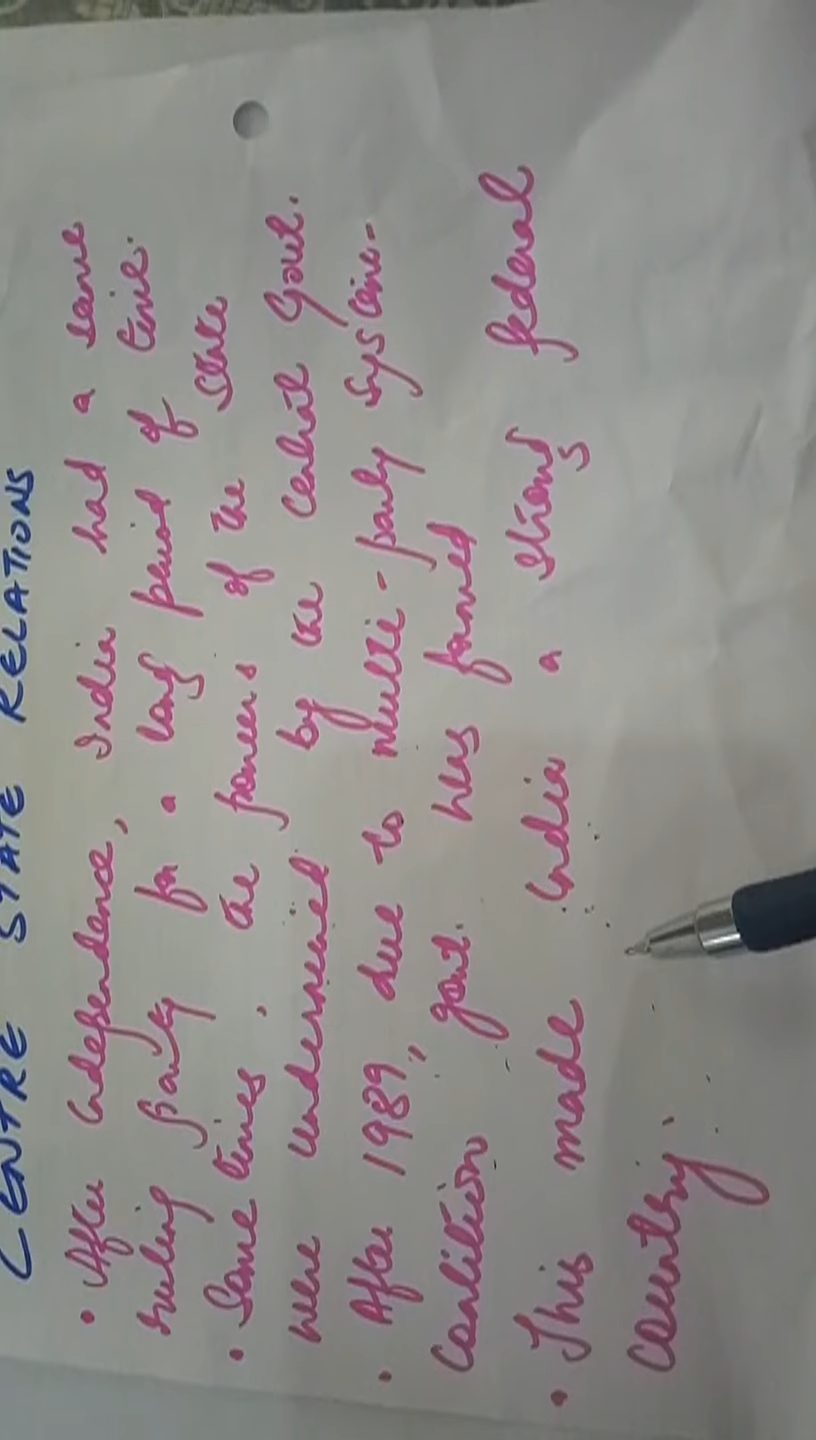 CENTRE STATE RELATIONS
• After independence, India had a same
ruling party for a long period of time.
• Some times, the powers of the state
were undermined by the central govt.
• After 1989, due to multi-party system-
Coalition govt. was formed
• This made India a strong federal
country.